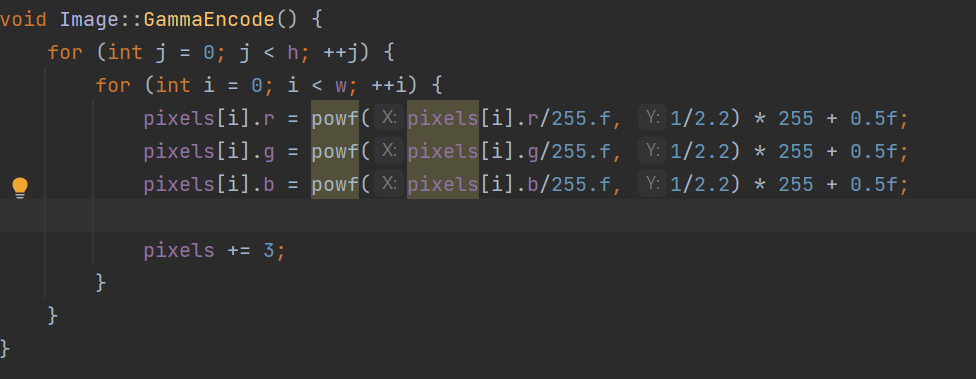 void Image::GammaEncode() {
    for (int j = 0; j < h; ++j) {
        for (int i = 0; i < w; ++i) {
            pixels[i].r = powf( X: pixels[i].r/255.f, Y: 1/2.2) * 255 + 0.5f;
            pixels[i].g = powf( X: pixels[i].g/255.f, Y: 1/2.2) * 255 + 0.5f;
            pixels[i].b = powf( X: pixels[i].b/255.f, Y: 1/2.2) * 255 + 0.5f;
            pixels += 3;
        }
    }
}